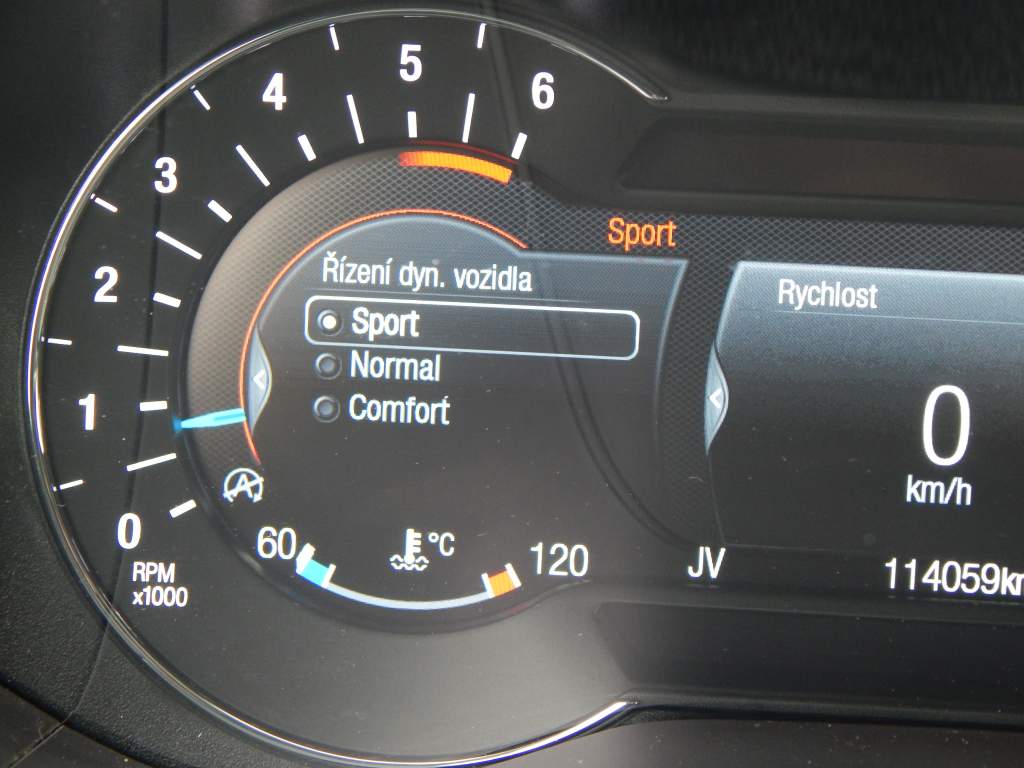 6
5
4
3
2
1
0
RPM
x1000
Sport
Řízení dyn. vozidla
Sport
Normal
Comfort
A
60 °C 120
Rychlost
0
km/h
JV 114059km